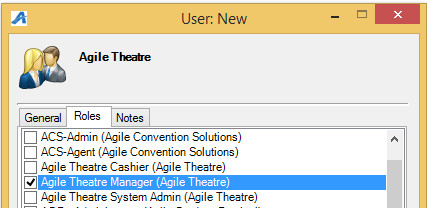 User: New
Agile Theatre
General Roles Notes
ACS-Admin (Agile Convention Solutions)
ACS-Agent (Agile Convention Solutions)
Agile Theatre Cashier (Agile Theatre)
Agile Theatre Manager (Agile Theatre)
Agile Theatre System Admin (Agile Theatre)